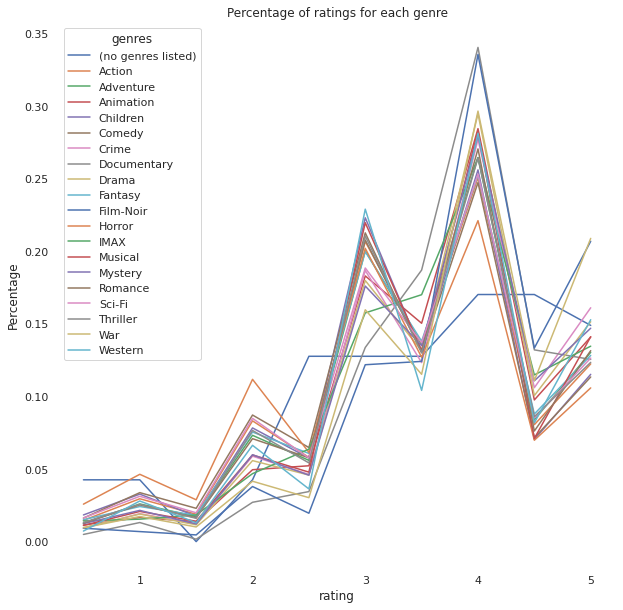 Percentage of ratings for each genre
genres
(no genres listed)
Action
Adventure
Animation
Children
Comedy
Crime
Documentary
Drama
Fantasy
Film-Noir
Horror
IMAX
Musical
Mystery
Romance
Sci-Fi
Thriller
War
Western
Percentage
0.35
0.30
0.25
0.20
0.15
0.10
0.05
0.00
1 2 3 4 5
rating